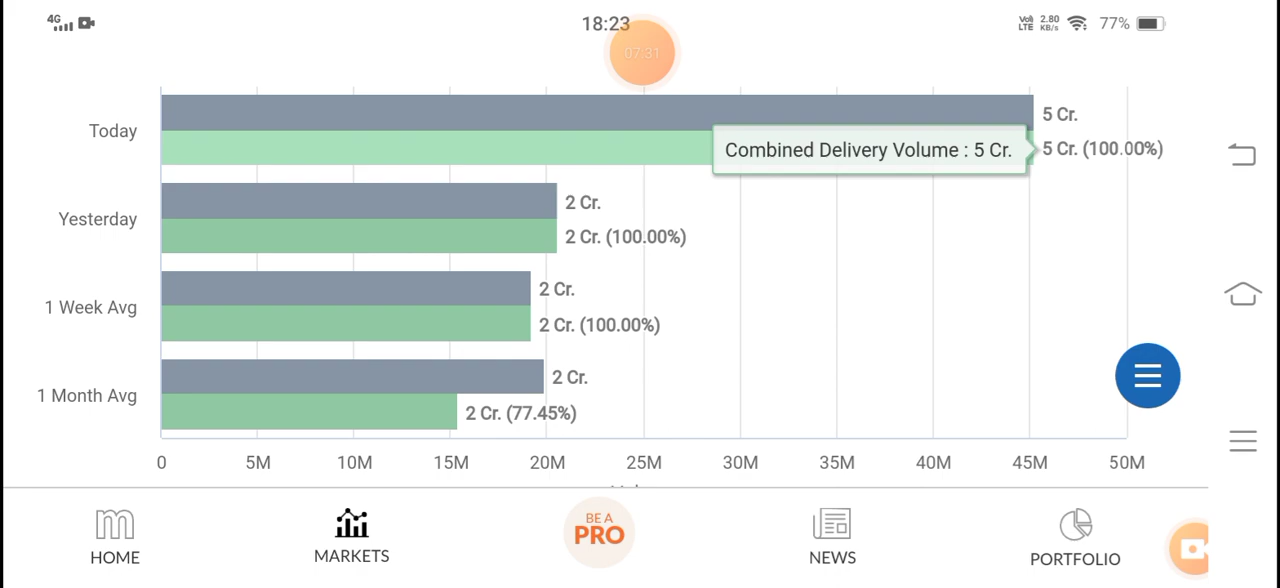 4G
18:23
Vo) LTE
2.80 KB/s
77%
07:31
Today
5 Cr.
Combined Delivery Volume : 5 Cr.
5 Cr. (100.00%)
Yesterday
2 Cr.
2 Cr. (100.00%)
1 Week Avg
2 Cr.
2 Cr. (100.00%)
1 Month Avg
2 Cr.
2 Cr. (77.45%)
0 5M 10M 15M 20M 25M 30M 35M 40M 45M 50M
m
HOME
MARKETS
BE A
PRO
NEWS
PORTFOLIO